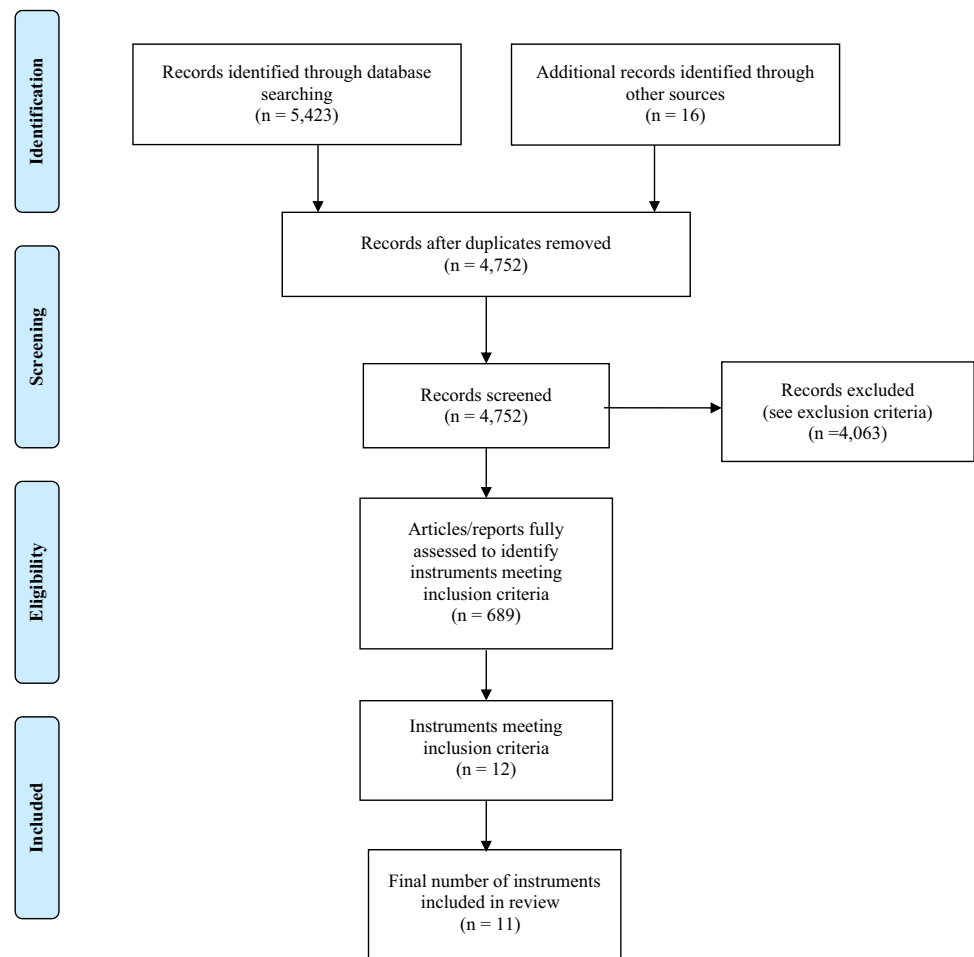 Identification
Records identified through database
searching
(n = 5,423)
Additional records identified through
other sources
(n = 16)
Records after duplicates removed
(n = 4,752)
Screening
Records screened
(n = 4,752)
Records excluded
(see exclusion criteria)
(n =4,063)
Eligibility
Articles/reports fully
assessed to identify
instruments meeting
inclusion criteria
(n = 689)
Included
Instruments meeting
inclusion criteria
(n = 12)
Final number of instruments
included in review
(n = 11)